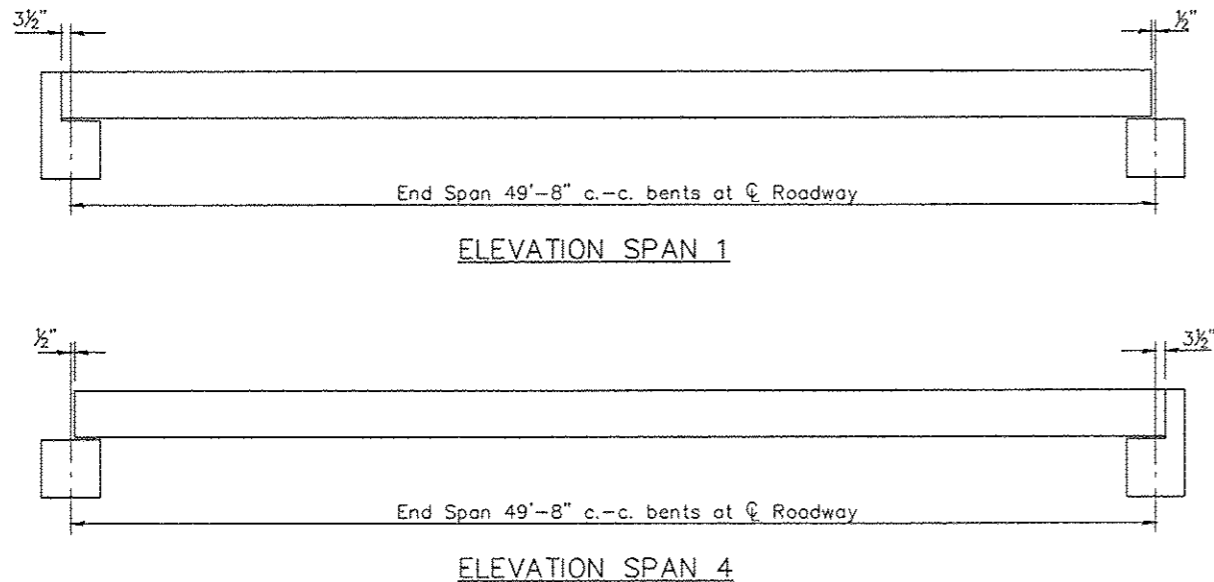 3½" ½"
End Span 49'-8" c.-c. bents at ℄ Roadway
ELEVATION SPAN 1
½" 3½"
End Span 49'-8" c.-c. bents at ℄ Roadway
ELEVATION SPAN 4